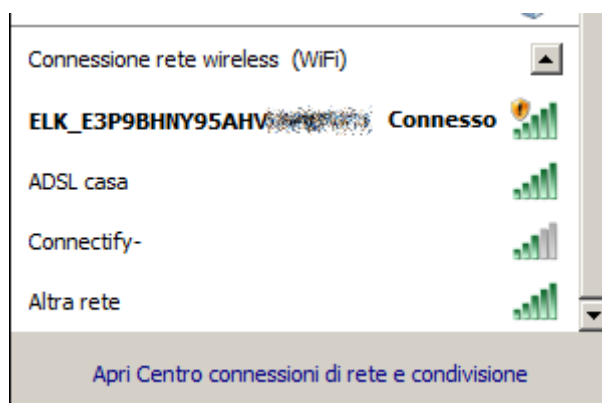 Connessione rete wireless (WiFi)
ELK_E3P9BHNY95AHV Connesso
ADSL casa
Connectify-
Altra rete
Apri Centro connessioni di rete e condivisione